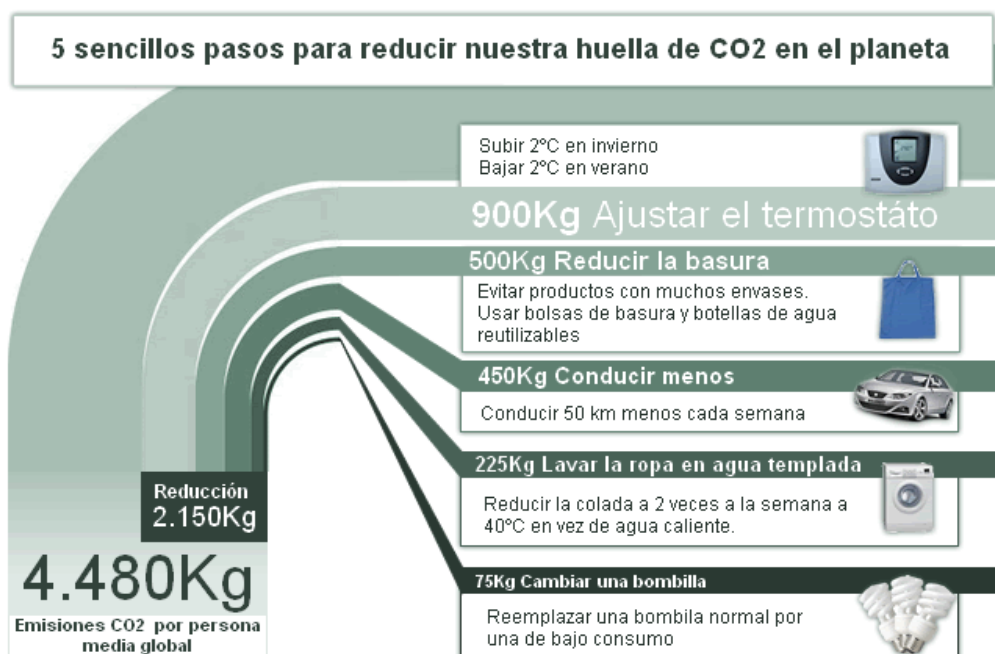 5 sencillos pasos para reducir nuestra huella de CO2 en el planeta
Subir 2ºC en invierno
Bajar 2ºC en verano
900Kg Ajustar el termostáto
500Kg Reducir la basura
Evitar productos con muchos envases.
Usar bolsas de basura y botellas de agua
reutilizables
450Kg Conducir menos
Conducir 50 km menos cada semana
225Kg Lavar la ropa en agua templada
Reducir la colada a 2 veces a la semana a
40ºC en vez de agua caliente.
75Kg Cambiar una bombilla
Reemplazar una bombila normal por
una de bajo consumo
Reducción
2.150Kg
4.480Kg
Emisiones CO2 por persona
media global